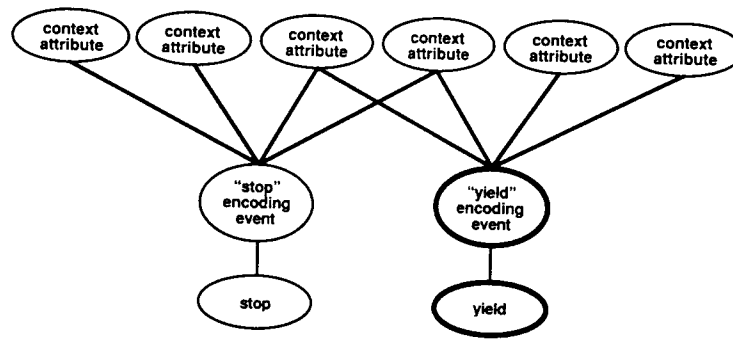 context
attribute
context
attribute
context
attribute
context
attribute
context
attribute
context
attribute
"stop"
encoding
event
"yield"
encoding
event
stop
yield